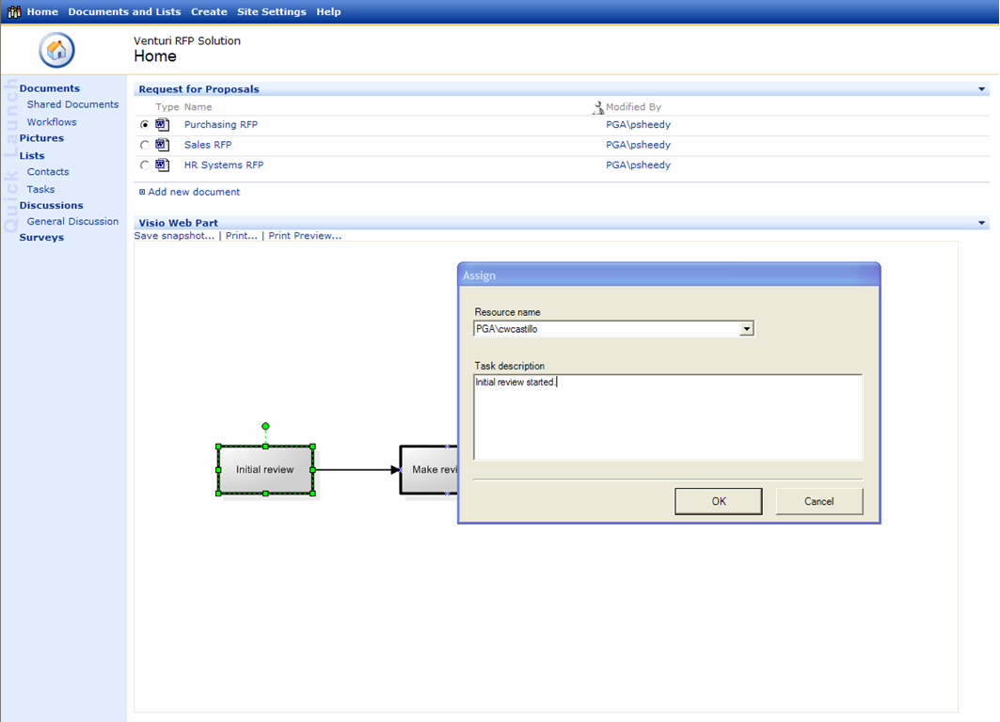 Home Documents and Lists Create Site Settings Help
Venturi RFP Solution
Home
Quick Launch
Documents
Shared Documents
Workflows
Pictures
Lists
Contacts
Tasks
Discussions
General Discussion
Surveys
Request for Proposals
Type Name Modified By
Purchasing RFP PGA\psheedy
Sales RFP PGA\psheedy
HR Systems RFP PGA\psheedy
Add new document
Visio Web Part
Save snapshot... | Print... | Print Preview...
Initial review
Make revi
Assign
Resource name
PGA\cwcastillo
Task description
Initial review started.
OK Cancel